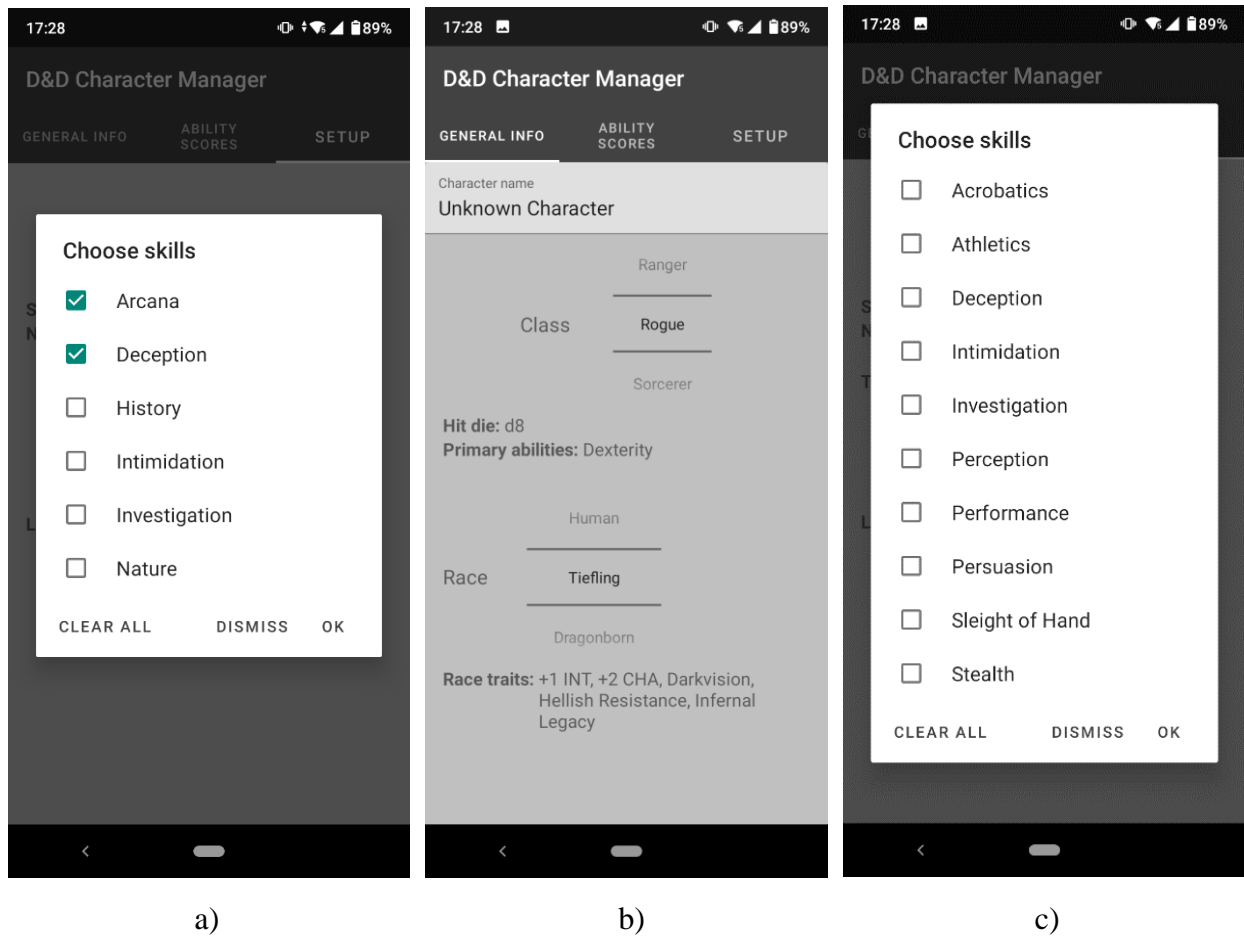 17:28
89%
D&D Character Manager
GENERAL INFO
ABILITY
SCORES
SETUP
S
N
L
Choose skills
Arcana
Deception
History
Intimidation
Investigation
Nature
CLEAR ALL
DISMISS
OK
a)
17:28
5
89%
D&D Character Manager
GENERAL INFO
ABILITY
SCORES
SETUP
Character name
Unknown Character
Ranger
Class
Rogue
Sorcerer
Hit die: d8
Primary abilities: Dexterity
Human
Race
Tiefling
Dragonborn
Race traits: +1 INT, +2 CHA, Darkvision,
Hellish Resistance, Infernal
Legacy
b)
17:28
89%
D&D Character Manager
GE
S
N
T
L
Choose skills
Acrobatics
Athletics
Deception
Intimidation
Investigation
Perception
Performance
Persuasion
Sleight of Hand
Stealth
CLEAR ALL
DISMISS
OK
c)